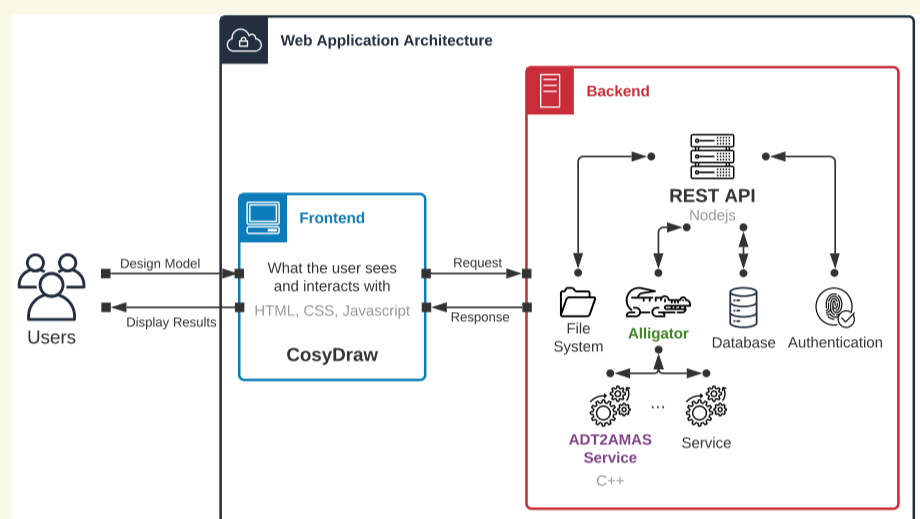 Web Application Architecture
Backend
REST API
Nodejs
Frontend
Design Model
What the user sees
and interacts with
Request
HTML, CSS, Javascript
Display Results
Response
Users
CosyDraw
File
System
Alligator
Database
Authentication
...
ADT2AMAS
Service
Service
C++